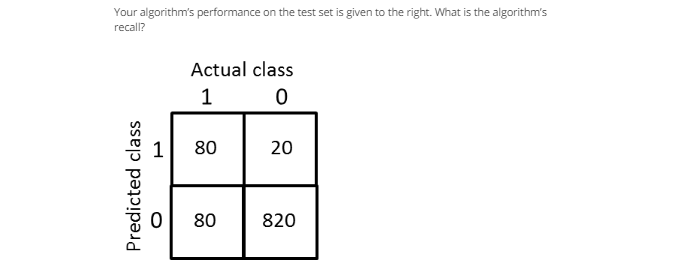 Your algorithm's performance on the test set is given to the right. What is the algorithm's
recall?
Actual class
1 0
Predicted class
1 80 20
0 80 820